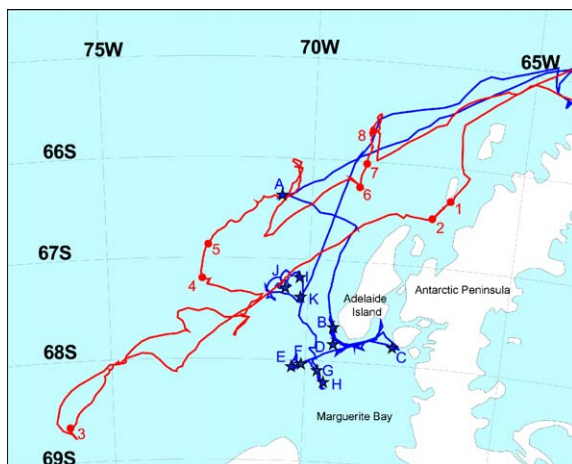 75W 70W 65W
66S
8
7
A 6
1
2
67S
5
J I
4
K
Adelaide
Island
Antarctic Peninsula
B
D
C
68S
E F
G
H
Marguerite Bay
3
69S